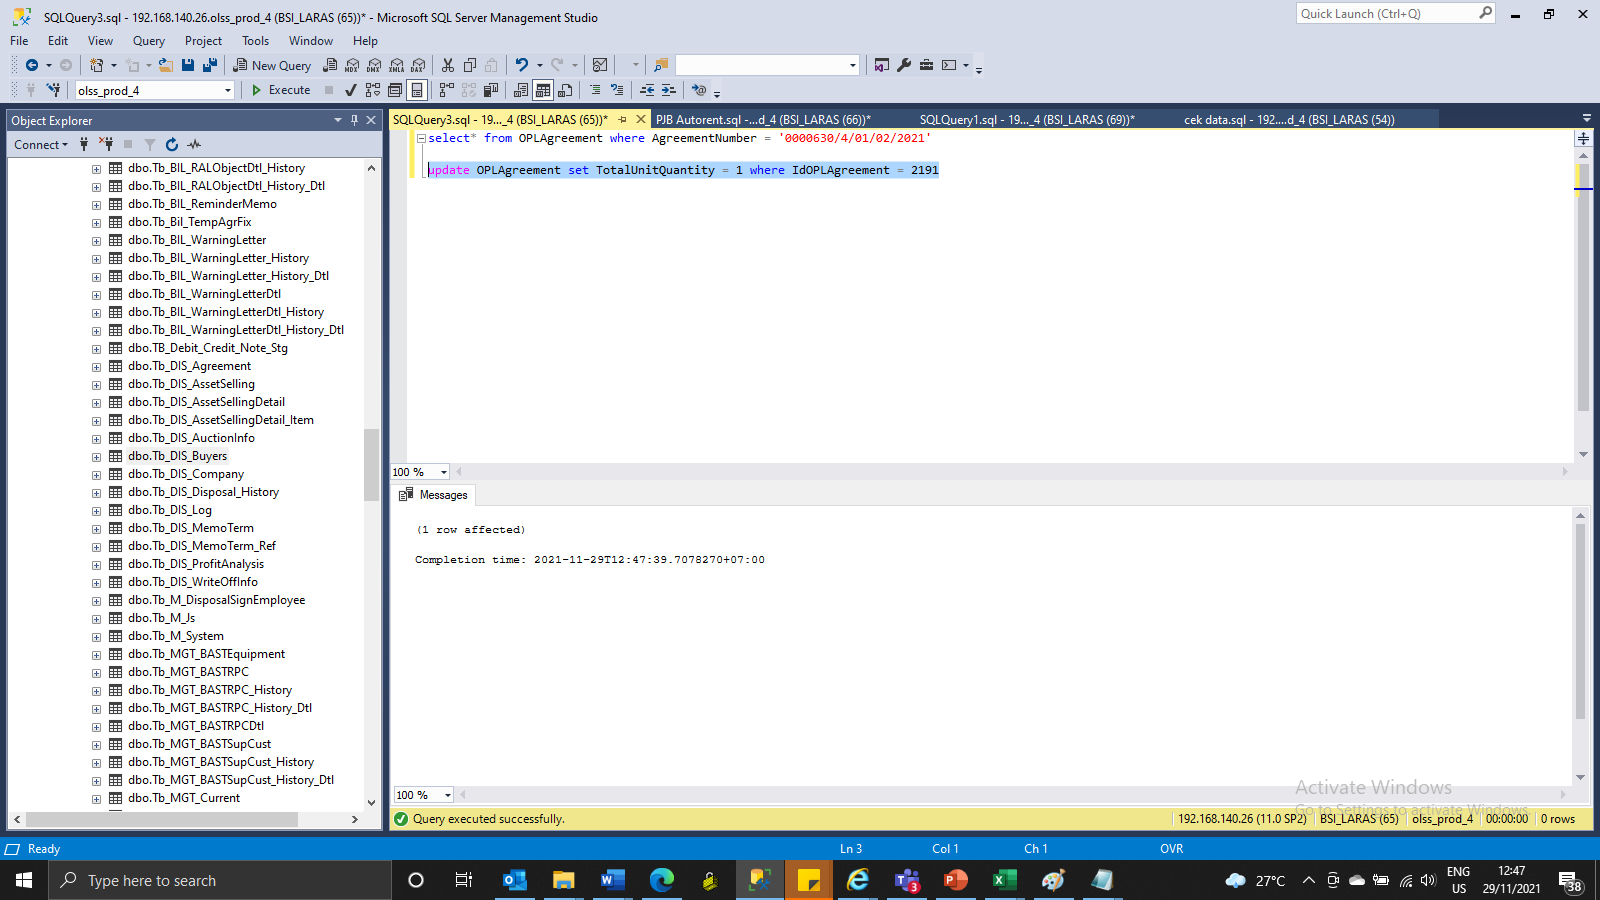 SQLQuery3.sql - 192.168.140.26.olss_prod_4 (BSI_LARAS (65))* - Microsoft SQL Server Management Studio
Quick Launch (Ctrl+Q)
File Edit View Query Project Tools Window Help
New Query
MDX DMX XMLA DAX
olss_prod_4
Execute
Object Explorer
Connect
dbo.Tb_BIL_RALObjectDtl_History
dbo.Tb_BIL_RALObjectDtl_History_Dtl
dbo.Tb_BIL_ReminderMemo
dbo.Tb_Bil_TempAgrFix
dbo.Tb_BIL_WarningLetter
dbo.Tb_BIL_WarningLetter_History
dbo.Tb_BIL_WarningLetter_History_Dtl
dbo.Tb_BIL_WarningLetterDtl
dbo.Tb_BIL_WarningLetterDtl_History
dbo.Tb_BIL_WarningLetterDtl_History_Dtl
dbo.TB_Debit_Credit_Note_Stg
dbo.Tb_DIS_Agreement
dbo.Tb_DIS_AssetSelling
dbo.Tb_DIS_AssetSellingDetail
dbo.Tb_DIS_AssetSellingDetail_Item
dbo.Tb_DIS_AuctionInfo
dbo.Tb_DIS_Buyers
dbo.Tb_DIS_Company
dbo.Tb_DIS_Disposal_History
dbo.Tb_DIS_Log
dbo.Tb_DIS_MemoTerm
dbo.Tb_DIS_MemoTerm_Ref
dbo.Tb_DIS_ProfitAnalysis
dbo.Tb_DIS_WriteOffInfo
dbo.Tb_M_DisposalSignEmployee
dbo.Tb_M_Js
dbo.Tb_M_System
dbo.Tb_MGT_BASTEquipment
dbo.Tb_MGT_BASTRPC
dbo.Tb_MGT_BASTRPC_History
dbo.Tb_MGT_BASTRPC_History_Dtl
dbo.Tb_MGT_BASTRPCDtl
dbo.Tb_MGT_BASTSupCust
dbo.Tb_MGT_BASTSupCust_History
dbo.Tb_MGT_BASTSupCust_History_Dtl
dbo.Tb_MGT_Current
SQLQuery3.sql - 19..._4 (BSI_LARAS (65))* PJB Autorent.sql -...d_4 (BSI_LARAS (66))* SQLQuery1.sql - 19..._4 (BSI_LARAS (69))* cek data.sql - 192....d_4 (BSI_LARAS (54))
select* from OPLAgreement where AgreementNumber = '0000630/4/01/02/2021'
update OPLAgreement set TotalUnitQuantity = 1 where IdOPLAgreement = 2191
100 %
Messages
(1 row affected)
Completion time: 2021-11-29T12:47:39.7078270+07:00
100 %
Activate Windows
Go to Settings to activate Windows.
Query executed successfully. 192.168.140.26 (11.0 SP2) BSI_LARAS (65) olss_prod_4 00:00:00 0 rows
Ready Ln 3 Col 1 Ch 1 OVR
Type here to search
3
27°C
ENG
US
12:47
29/11/2021
38